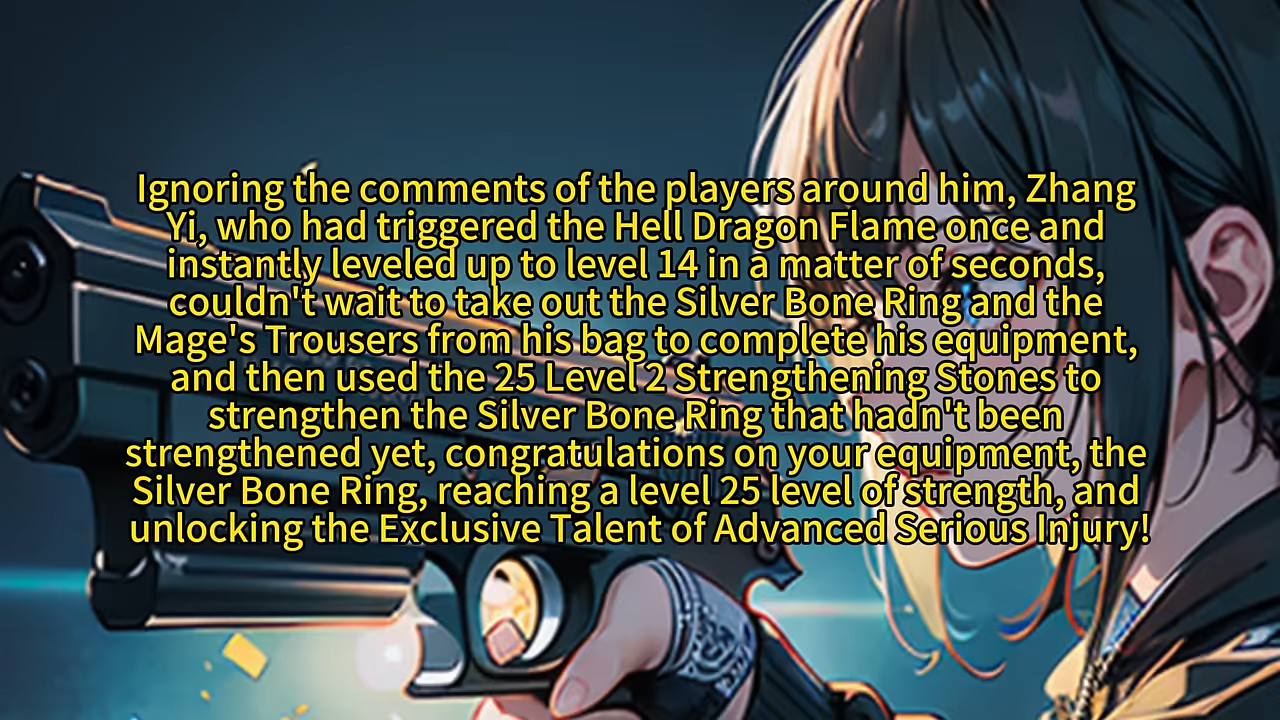 Ignoring the comments of the players around him, Zhang
Yi, who had triggered the Hell Dragon Flame once and
instantly leveled up to level 14 in a matter of seconds,
couldn't wait to take out the Silver Bone Ring and the
Mage's Trousers from his bag to complete his equipment,
and then used the 25 Level 2 Strengthening Stones to
strengthen the Silver Bone Ring that hadn't been
strengthened yet, congratulations on your equipment, the
Silver Bone Ring, reaching a level 25 level of strength, and
unlocking the Exclusive Talent of Advanced Serious Injury!